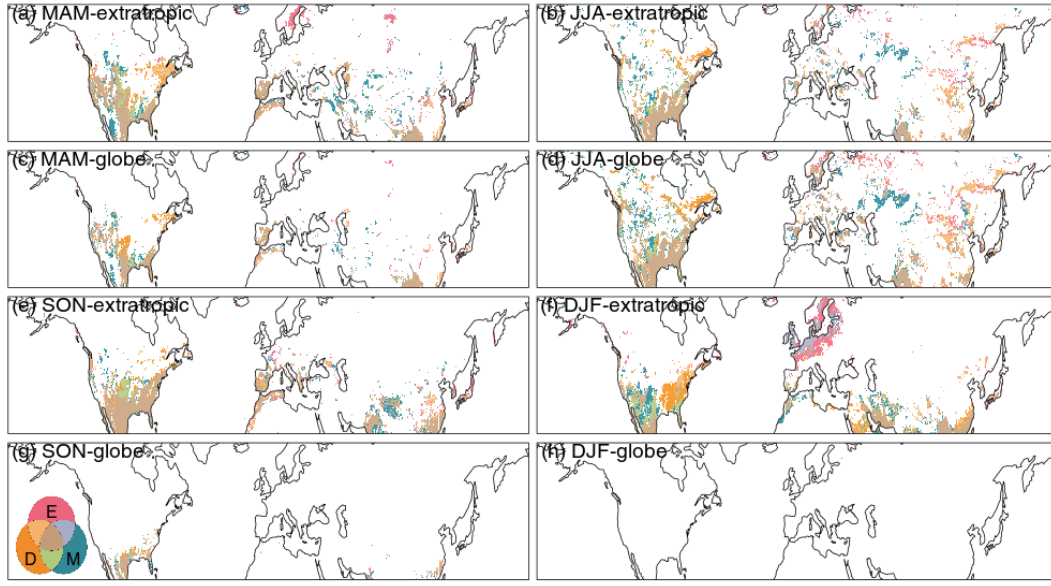 (a) MAM-extratropic
(b) JJA-extratropic
(c) MAM-globe
(d) JJA-globe
(e) SON-extratropic
(f) DJF-extratropic
(g) SON-globe
(h) DJF-globe
E
D M